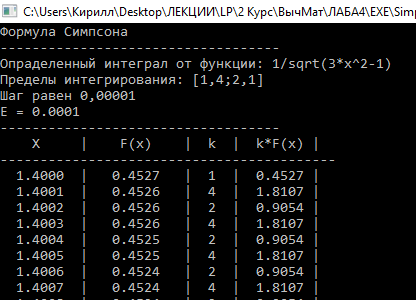 C:\Users\Кирилл\Desktop\ЛЕКЦИИ\LP\2 Курс\ВычМат\ЛАБА4\EXE\Simp
Формула Симпсона
-----------------------------------
Определенный интеграл от функции: 1/sqrt(3*x^2-1)
Пределы интегрирования: [1,4;2,1]
Шаг равен 0,00001
E = 0.0001
----------------------------------------
X | F(x) | k | k*F(x) |
------------------------------------------
1.4000 | 0.4527 | 1 | 0.4527 |
1.4001 | 0.4526 | 4 | 1.8107 |
1.4002 | 0.4526 | 2 | 0.9054 |
1.4003 | 0.4526 | 4 | 1.8107 |
1.4004 | 0.4525 | 2 | 0.9054 |
1.4005 | 0.4525 | 4 | 1.8107 |
1.4006 | 0.4524 | 2 | 0.9054 |
1.4007 | 0.4524 | 4 | 1.8107 |